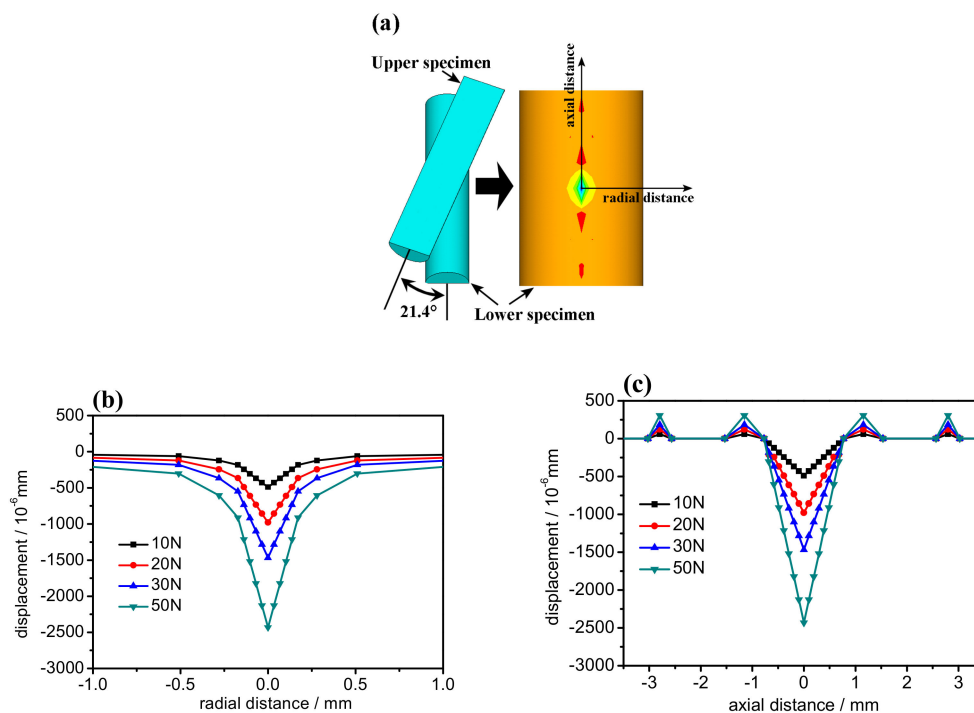 (a)
Upper specimen
axial distance
radial distance
21.4°
Lower specimen
(b)
500
0
-500
-1000
-1500
-2000
-2500
-3000
displacement / 10⁻⁶mm
10N
20N
30N
50N
-1.0
-0.5
0.0
0.5
1.0
radial distance / mm
(c)
500
0
-500
-1000
-1500
-2000
-2500
-3000
displacement / 10⁻⁶mm
10N
20N
30N
50N
-3
-2
-1
0
1
2
3
axial distance / mm